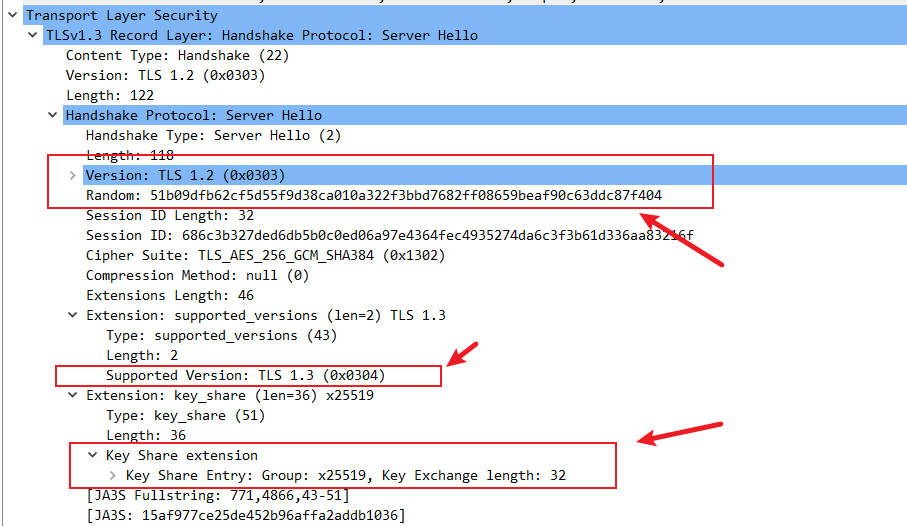 Transport Layer Security
TLSv1.3 Record Layer: Handshake Protocol: Server Hello
Content Type: Handshake (22)
Version: TLS 1.2 (0x0303)
Length: 122
Handshake Protocol: Server Hello
Handshake Type: Server Hello (2)
Length: 118
Version: TLS 1.2 (0x0303)
Random: 51b09dfb62cf5d55f9d38ca010a322f3bbd7682ff08659beaf90c63ddc87f404
Session ID Length: 32
Session ID: 686c3b327ded6db5b0c0ed06a97e4364fec4935274da6c3f3b61d336aa83216f
Cipher Suite: TLS_AES_256_GCM_SHA384 (0x1302)
Compression Method: null (0)
Extensions Length: 46
Extension: supported_versions (len=2) TLS 1.3
Type: supported_versions (43)
Length: 2
Supported Version: TLS 1.3 (0x0304)
Extension: key_share (len=36) x25519
Type: key_share (51)
Length: 36
Key Share extension
Key Share Entry: Group: x25519, Key Exchange length: 32
[JA3S Fullstring: 771,4866,43-51]
[JA3S: 15af977ce25de452b96affa2addb1036]